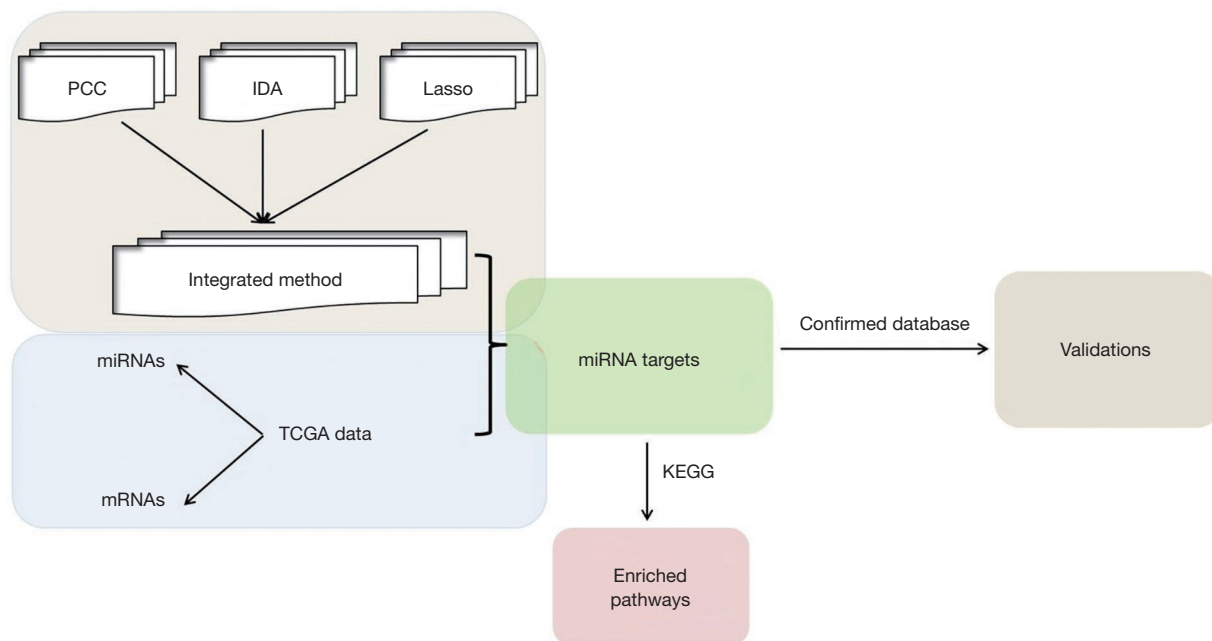 PCC
IDA
Lasso
Integrated method
miRNAs
TCGA data
mRNAs
miRNA targets
Confirmed database
Validations
KEGG
Enriched
pathways